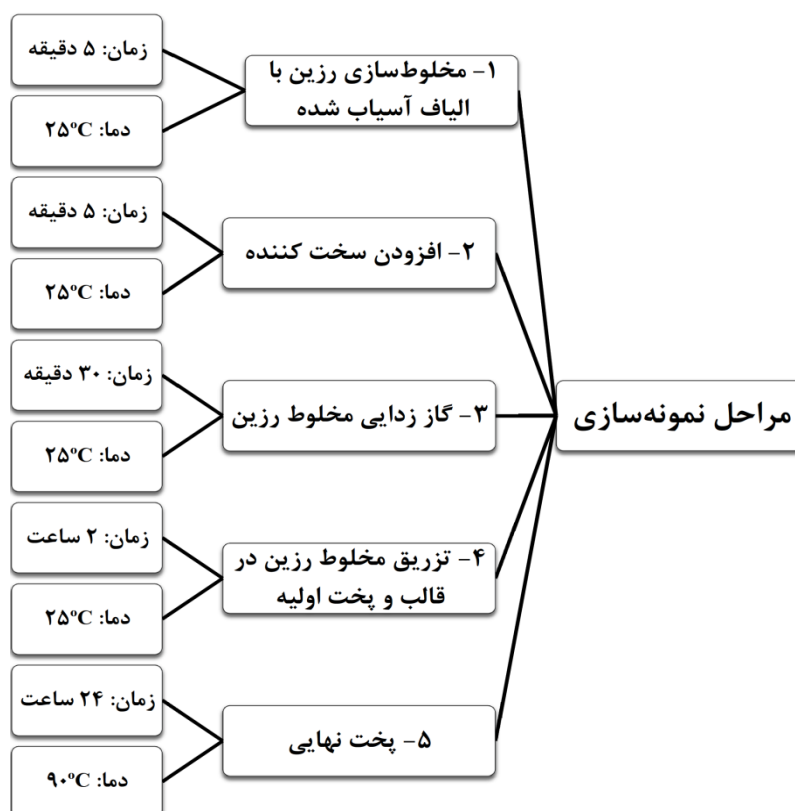 مراحل نمونه‌سازی
۱- مخلوط‌سازی رزین با
الیاف آسیاب شده
زمان: ۵ دقیقه
دما: ۲۵°C
۲- افزودن سخت کننده
زمان: ۵ دقیقه
دما: ۲۵°C
۳- گاز زدایی مخلوط رزین
زمان: ۳۰ دقیقه
دما: ۲۵°C
۴- تزریق مخلوط رزین در
قالب و پخت اولیه
زمان: ۲ ساعت
دما: ۲۵°C
۵- پخت نهایی
زمان: ۲۴ ساعت
دما: ۹۰°C